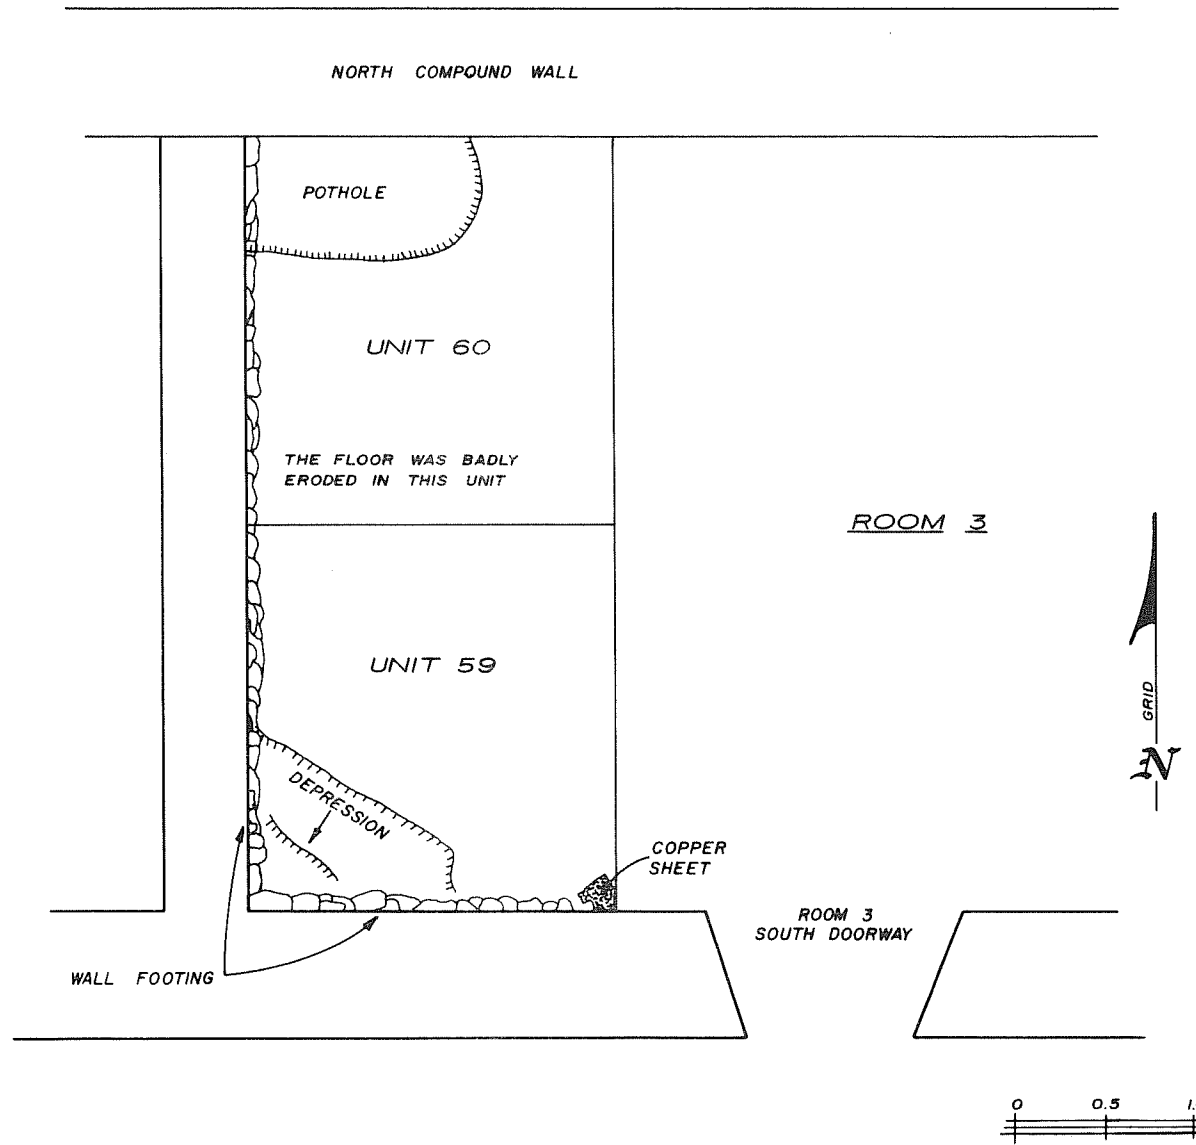 NORTH COMPOUND WALL
POTHOLE
UNIT 60
THE FLOOR WAS BADLY
ERODED IN THIS UNIT
ROOM 3
UNIT 59
GRID
N
DEPRESSION
COPPER
SHEET
ROOM 3
SOUTH DOORWAY
WALL FOOTING
0 0.5 1.